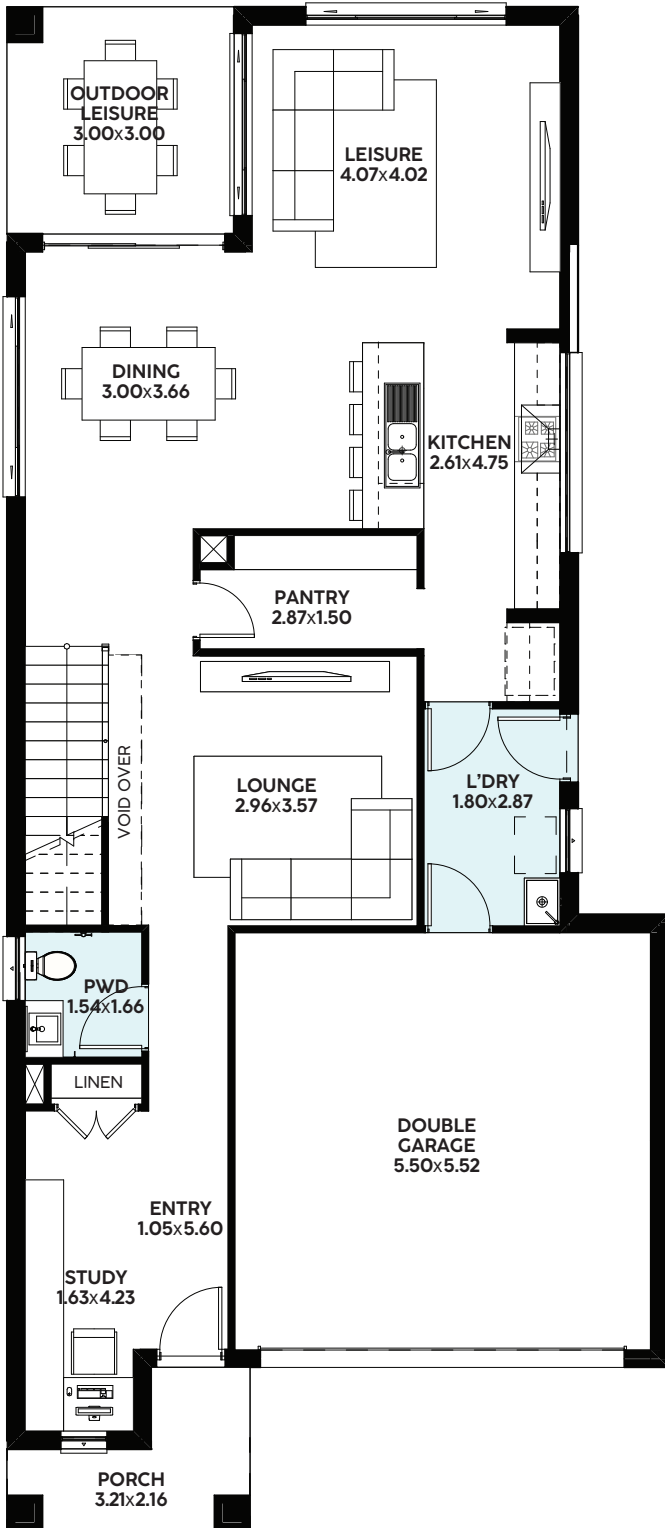 OUTDOOR
LEISURE
3.00x3.00
LEISURE
4.07x4.02
DINING
3.00x3.66
KITCHEN
2.61x4.75
PANTRY
2.87x1.50
VOID OVER
LOUNGE
2.96x3.57
L'DRY
1.80x2.87
PWD
1.54x1.66
LINEN
DOUBLE
GARAGE
5.50x5.52
ENTRY
1.05x5.60
STUDY
1.63x4.23
PORCH
3.21x2.16